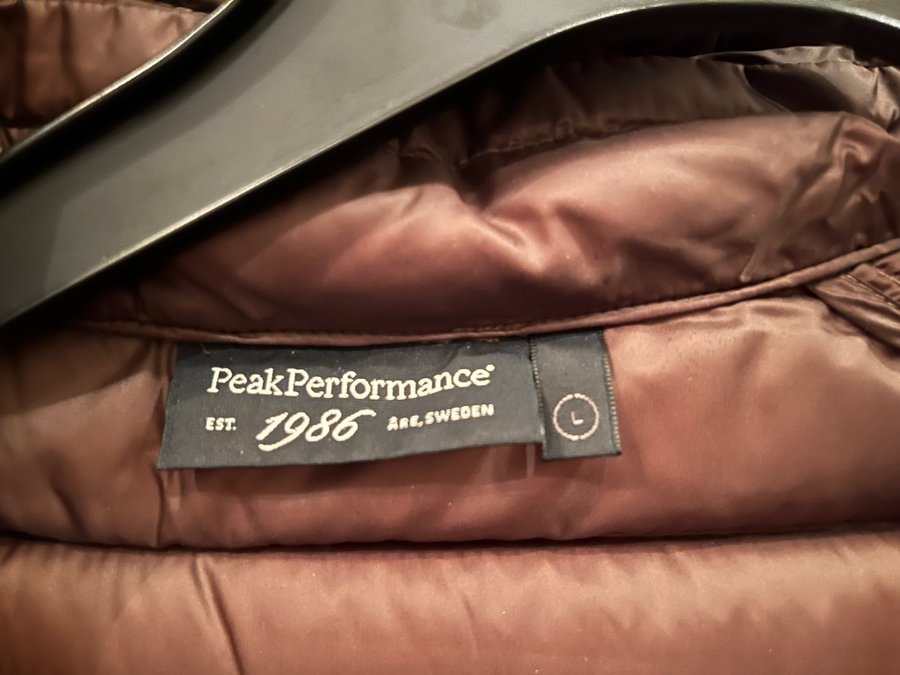 PeakPerformance®
EST. 1986 ÅRE, SWEDEN
L